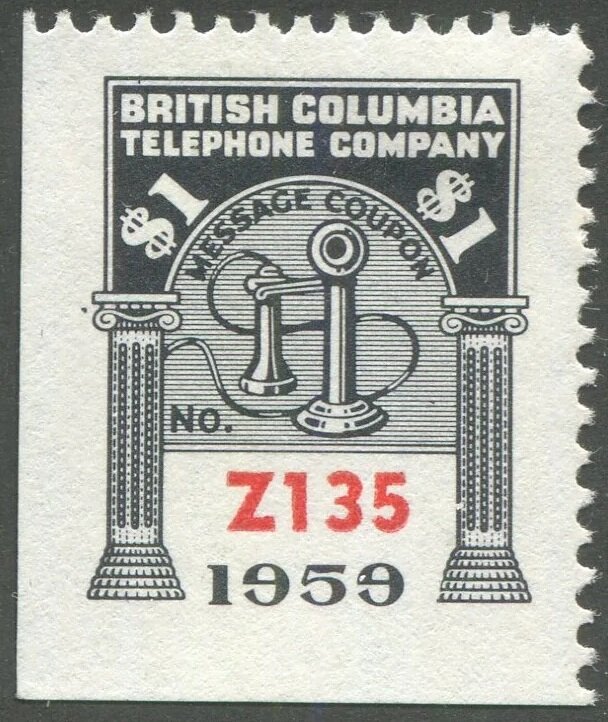 BRITISH COLUMBIA
TELEPHONE COMPANY
$1 $1
MESSAGE COUPON
NO.
Z135
1959